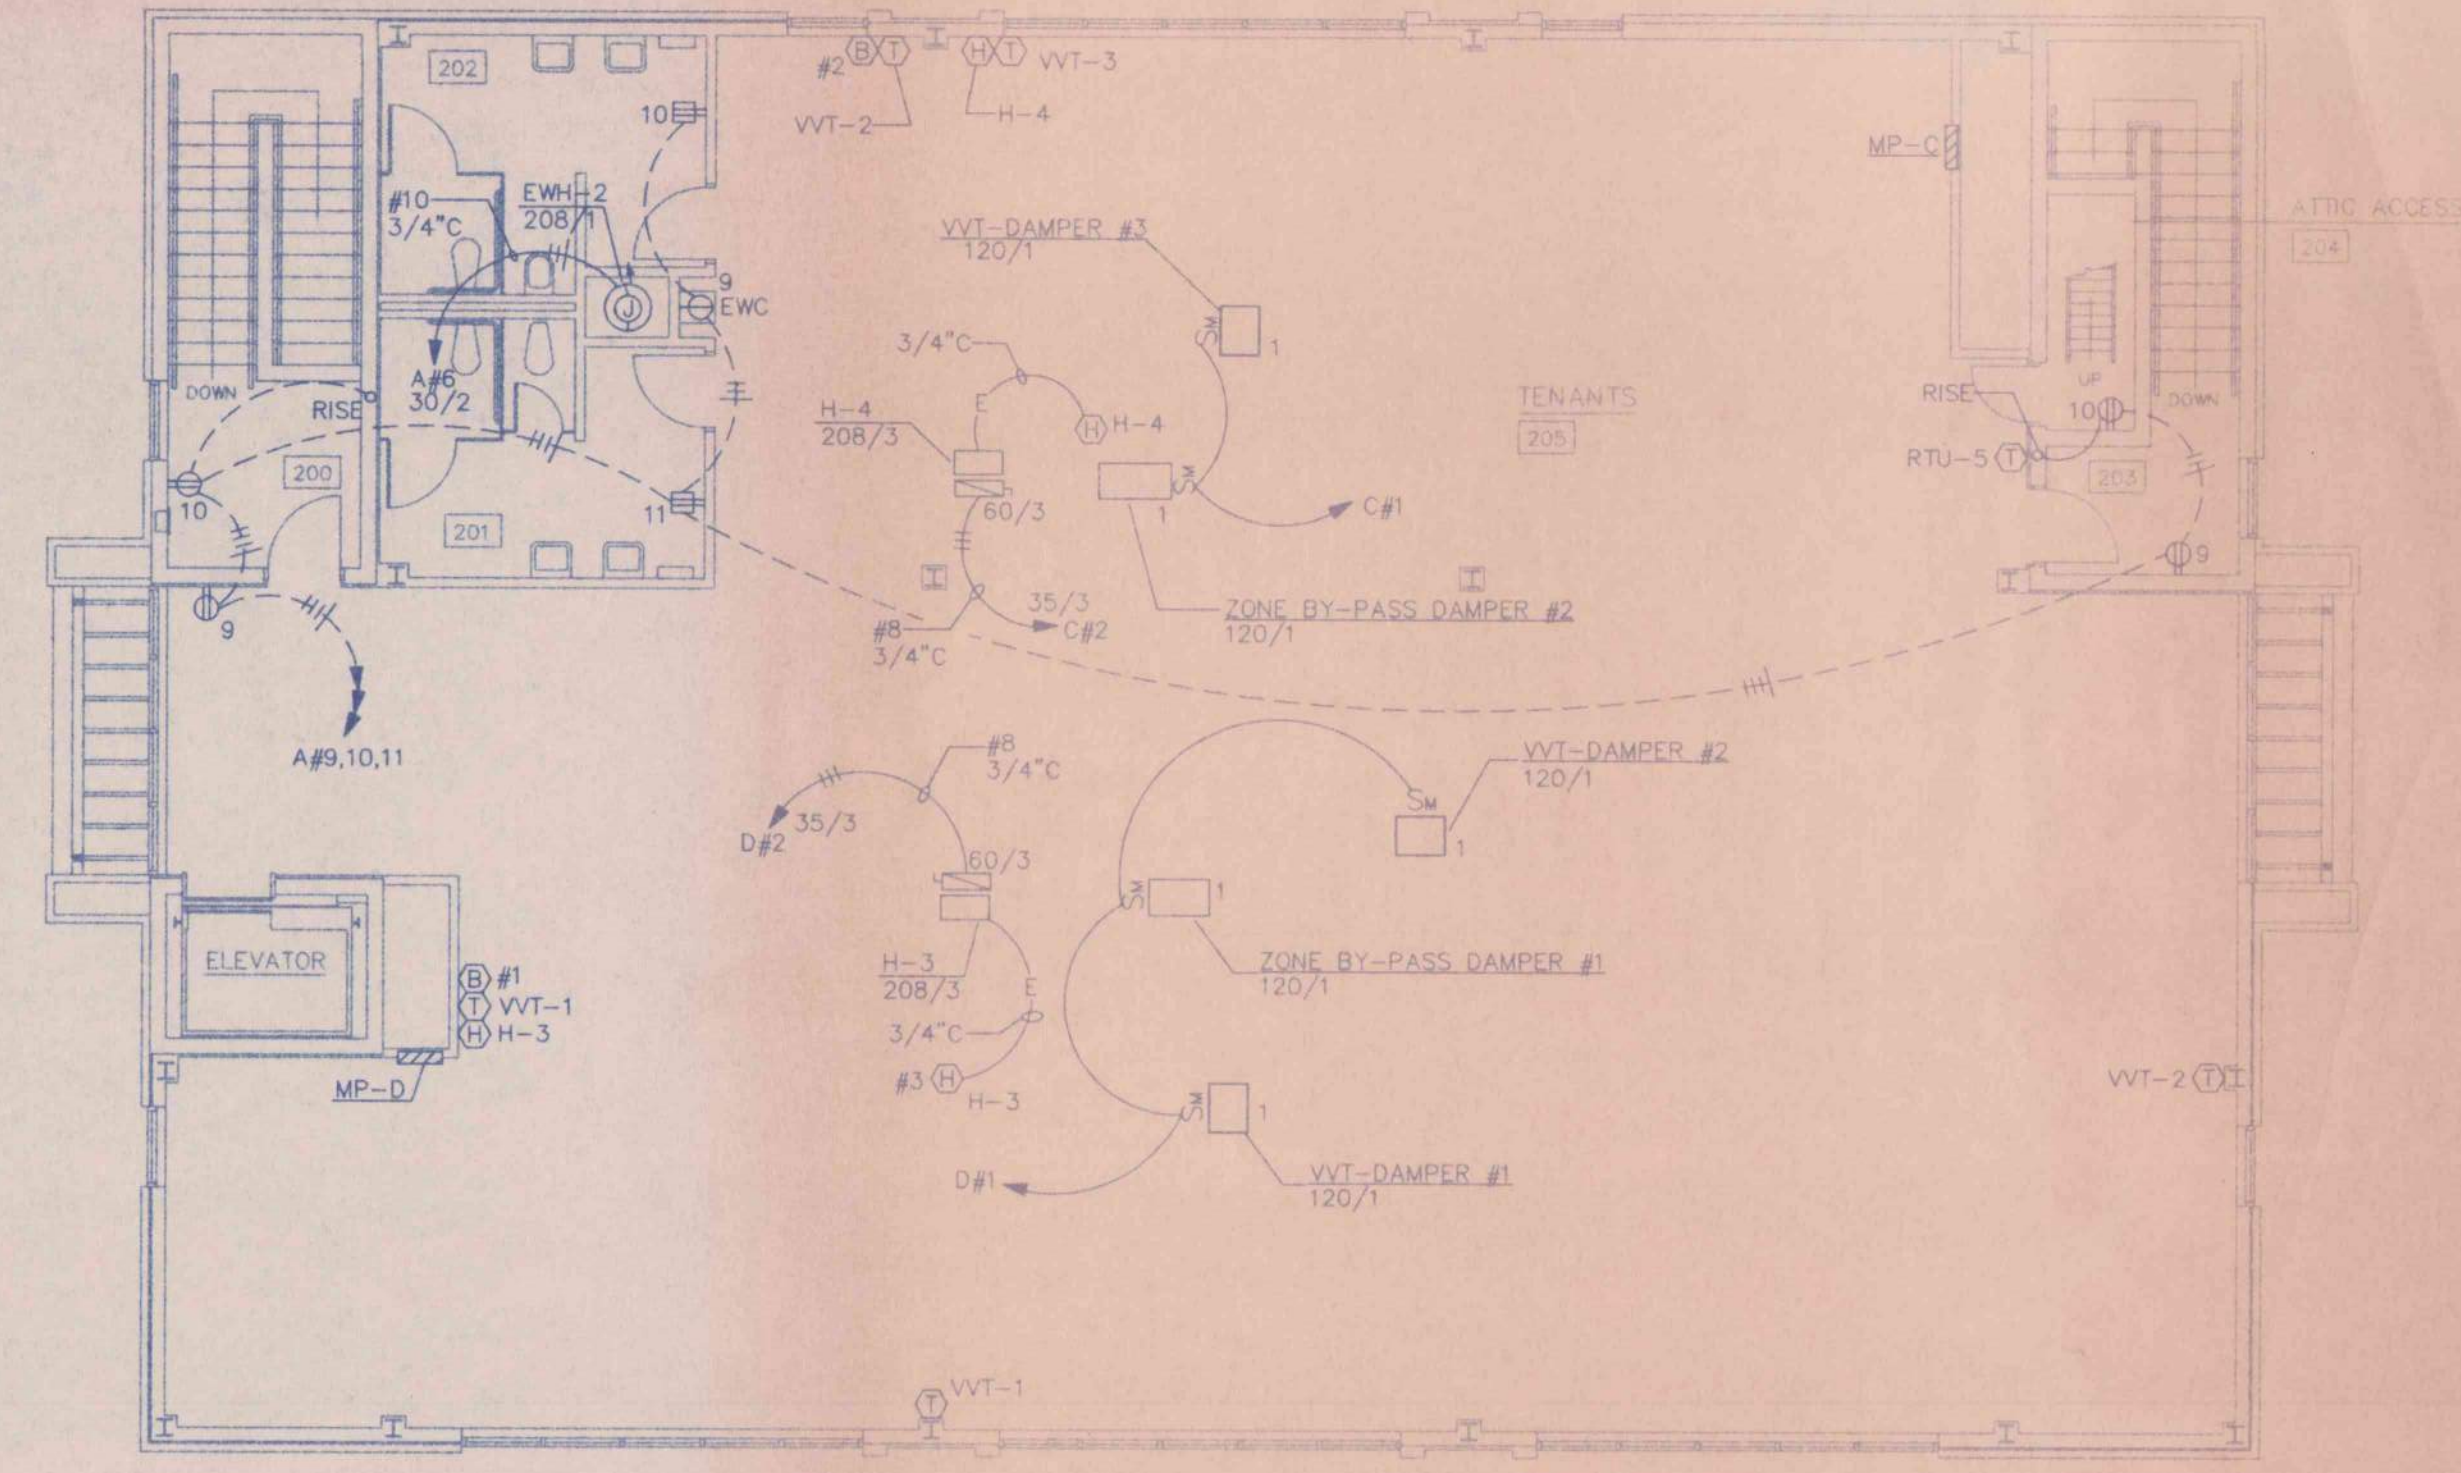 202
#2
B
T
H
T
VVT-3
VVT-2
H-4
10
MP-C
#10
3/4"C
EWH-2
208/1
VVT-DAMPER #3
120/1
ATTIC ACCESS
204
J
9
EWC
3/4"C
SM
1
DOWN
A#6
30/2
RISE
E
H-4
208/3
H
H-4
TENANTS
205
RISE
UP
10
DOWN
RTU-5
T
203
200
10
201
11
60/3
SM
1
C#1
9
9
35/3
C#2
#8
3/4"C
ZONE BY-PASS DAMPER #2
120/1
A#9,10,11
#8
3/4"C
35/3
D#2
VVT-DAMPER #2
120/1
SM
1
60/3
SM
1
ELEVATOR
B #1
T VVT-1
H H-3
H-3
208/3
E
ZONE BY-PASS DAMPER #1
120/1
3/4"C
#3
H
H-3
MP-D
VVT-2
T
SM
1
D#1
VVT-DAMPER #1
120/1
VVT-1
T